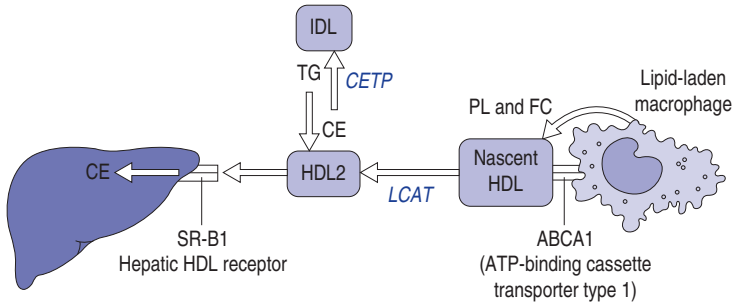 IDL
TG
CETP
CE
Lipid-laden
macrophage
PL and FC
CE
HDL2
LCAT
Nascent
HDL
SR-B1
Hepatic HDL receptor
ABCA1
(ATP-binding cassette
transporter type 1)